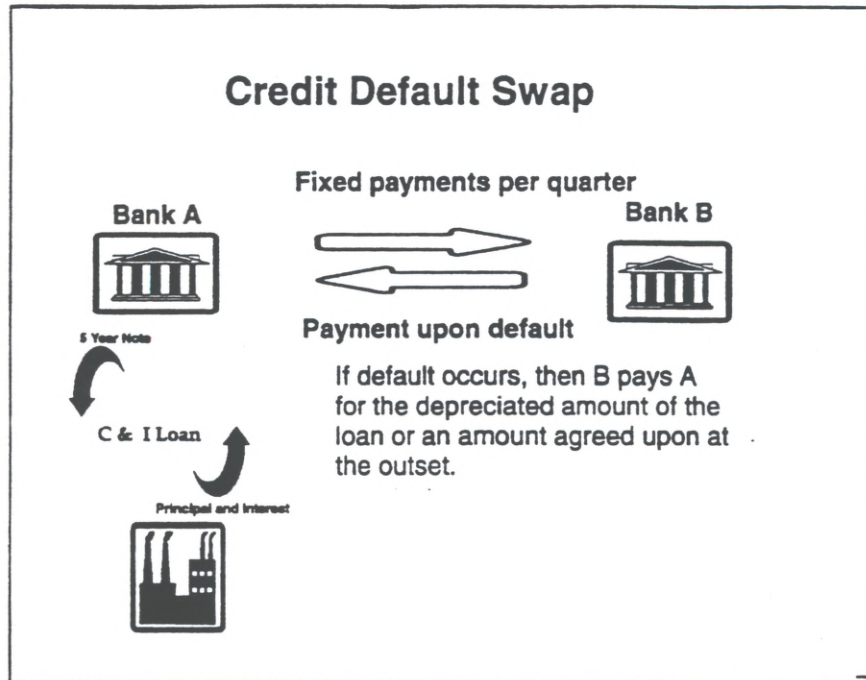 Credit Default Swap
Fixed payments per quarter
Bank A
Bank B
Payment upon default
5 Year Note
If default occurs, then B pays A
for the depreciated amount of the
loan or an amount agreed upon at
the outset.
C & I Loan
Principal and Interest